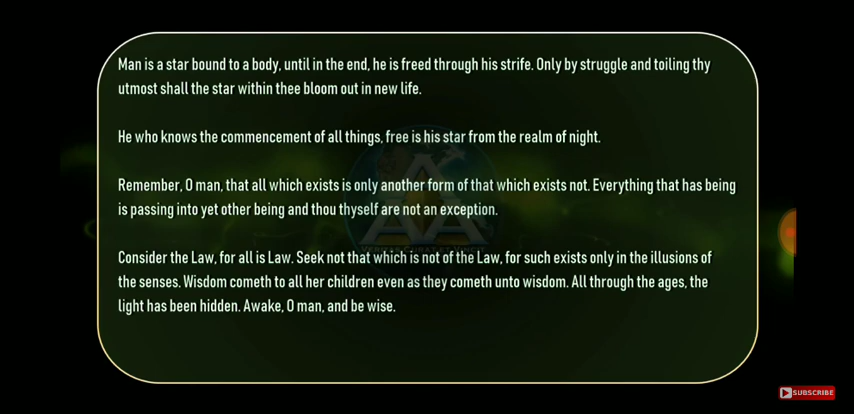 Man is a star bound to a body, until in the end, he is freed through his strife. Only by struggle and toiling thy
utmost shall the star within thee bloom out in new life.
He who knows the commencement of all things, free is his star from the realm of night.
Remember, O man, that all which exists is only another form of that which exists not. Everything that has being
is passing into yet other being and thou thyself are not an exception.
Consider the Law, for all is Law. Seek not that which is not of the Law, for such exists only in the illusions of
the senses. Wisdom cometh to all her children even as they cometh unto wisdom. All through the ages, the
light has been hidden. Awake, O man, and be wise.
SUBSCRIBE